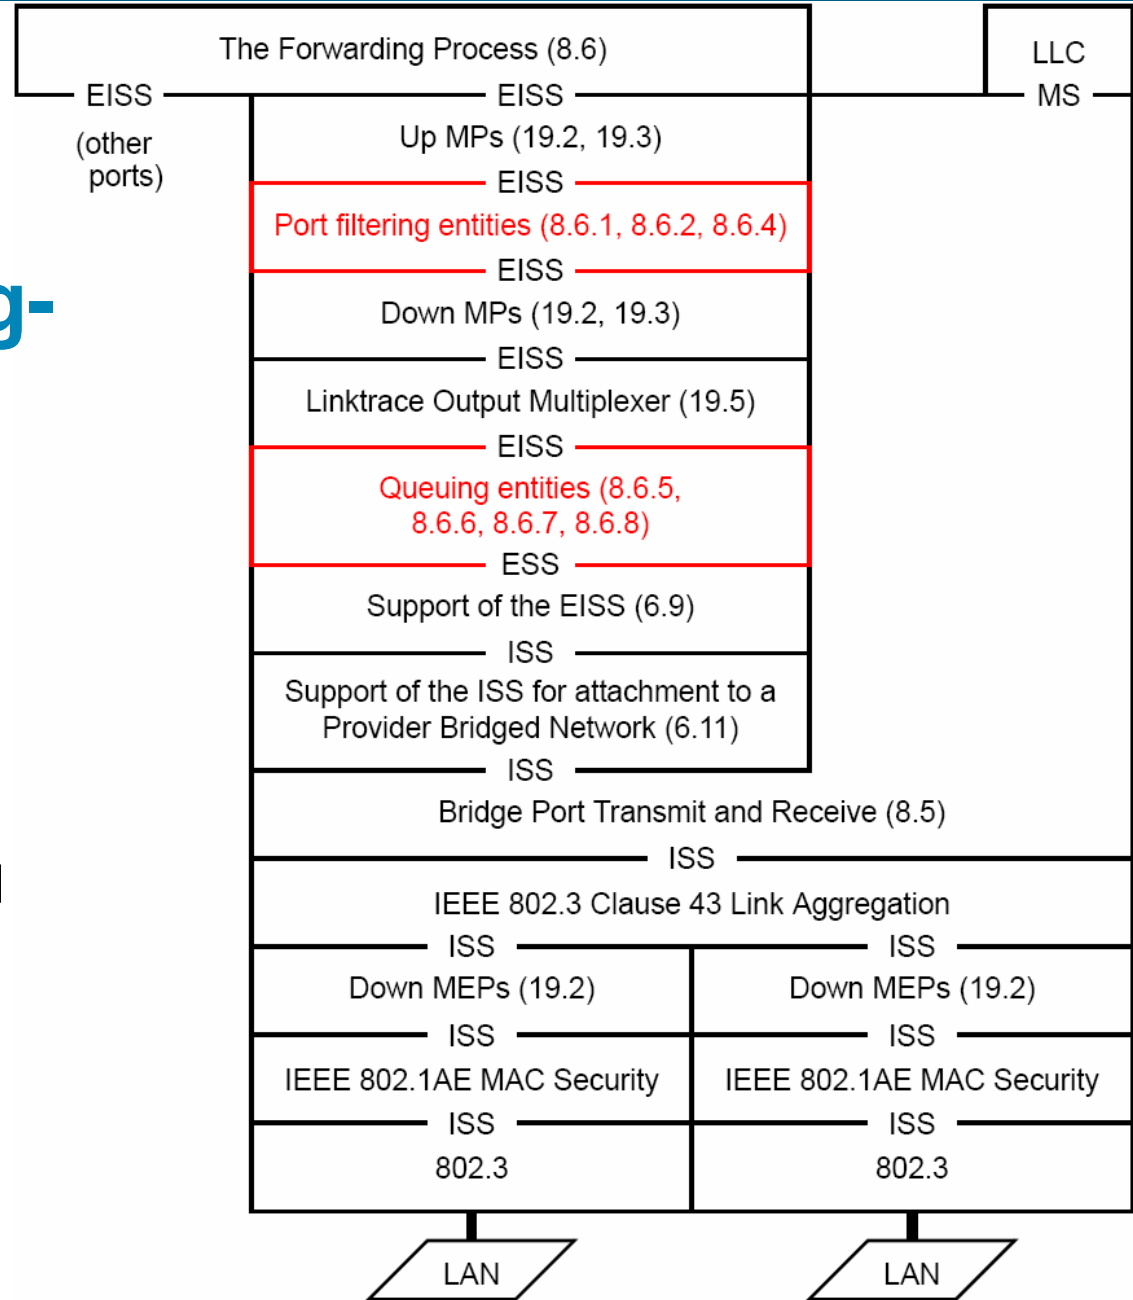 The Forwarding Process (8.6)
LLC
EISS
EISS
MS
(other
ports)
Up MPs (19.2, 19.3)
EISS
Port filtering entities (8.6.1, 8.6.2, 8.6.4)
EISS
g-
Down MPs (19.2, 19.3)
EISS
Linktrace Output Multiplexer (19.5)
EISS
Queuing entities (8.6.5,
8.6.6, 8.6.7, 8.6.8)
ESS
Support of the EISS (6.9)
ISS
Support of the ISS for attachment to a
Provider Bridged Network (6.11)
ISS
Bridge Port Transmit and Receive (8.5)
ISS
IEEE 802.3 Clause 43 Link Aggregation
ISS
ISS
Down MEPs (19.2)
Down MEPs (19.2)
ISS
ISS
IEEE 802.1AE MAC Security
IEEE 802.1AE MAC Security
ISS
ISS
802.3
802.3
LAN
LAN